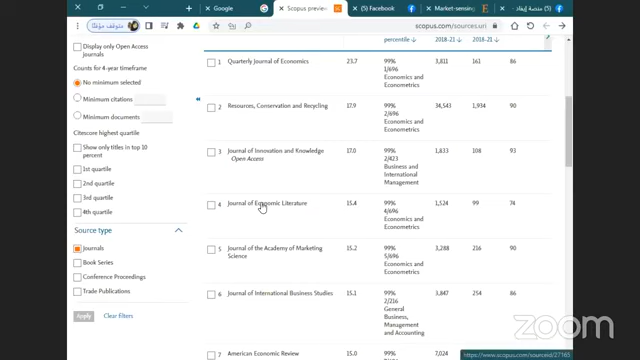 Google
Scopus preview
(5) Facebook
Market-sensing
منصة إيفاد
متوقف مؤقتًا
scopus.com/sources.uri
Display only Open Access
journals
Counts for 4-year timeframe
No minimum selected
Minimum citations
Minimum documents
Citescore highest quartile
Show only titles in top 10
percent
1st quartile
2nd quartile
3rd quartile
4th quartile
Source type
Journals
Book Series
Conference Proceedings
Trade Publications
Apply
Clear filters
percentile 2018-21 2018-21
1 Quarterly Journal of Economics 23.7 99% 3,811 161 86
1/696
Economics and
Econometrics
2 Resources, Conservation and Recycling 17.9 99% 34,543 1,934 90
2/696
Economics and
Econometrics
3 Journal of Innovation and Knowledge 17.0 99% 1,833 108 93
Open Access
2/423
Business and
International
Management
4 Journal of Economic Literature 15.4 99% 1,524 99 74
4/696
Economics and
Econometrics
5 Journal of the Academy of Marketing 15.2 99% 3,288 216 90
Science
5/696
Economics and
Econometrics
6 Journal of International Business Studies 15.1 99% 3,847 254 86
2/216
General
Business,
Management
and Accounting
7 American Economic Review 15.0 99% 7,024
https://www.scopus.com/sourceid/27165
zoom